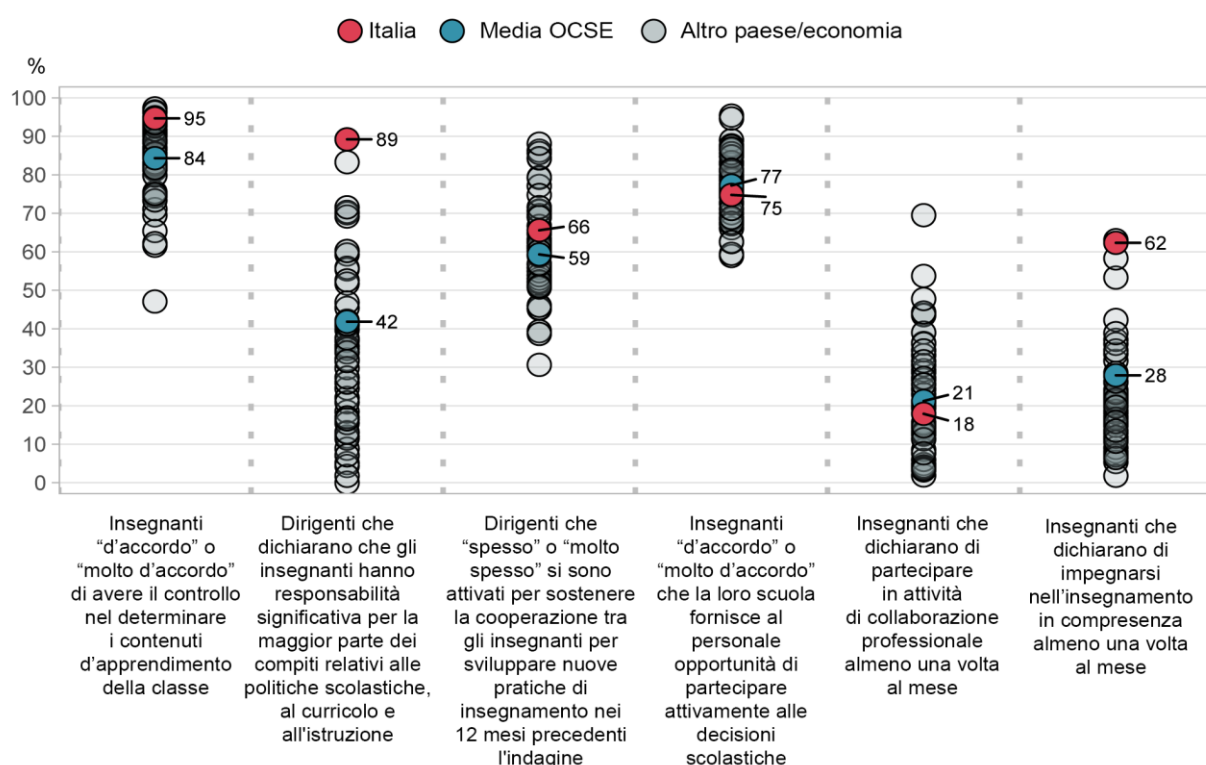 Italia Media OCSE Altro paese/economia
%
100
90
80
70
60
50
40
30
20
10
0
95
84
89
42
66
59
77
75
21
18
62
28
Insegnanti
“d’accordo” o
“molto d’accordo”
di avere il controllo
nel determinare
i contenuti
d’apprendimento
della classe
Dirigenti che
dichiarano che gli
insegnanti hanno
responsabilità
significativa per la
maggior parte dei
compiti relativi alle
politiche scolastiche,
al curricolo e
all'istruzione
Dirigenti che
“spesso” o “molto
spesso” si sono
attivati per sostenere
la cooperazione tra
gli insegnanti per
sviluppare nuove
pratiche di
insegnamento nei
12 mesi precedenti
l'indagine
Insegnanti
“d’accordo” o
“molto d’accordo”
che la loro scuola
fornisce al
personale
opportunità di
partecipare
attivamente alle
decisioni
scolastiche
Insegnanti che
dichiarano di
partecipare
in attività
di collaborazione
professionale
almeno una volta
al mese
Insegnanti che
dichiarano di
impegnarsi
nell’insegnamento
in compresenza
almeno una volta
al mese